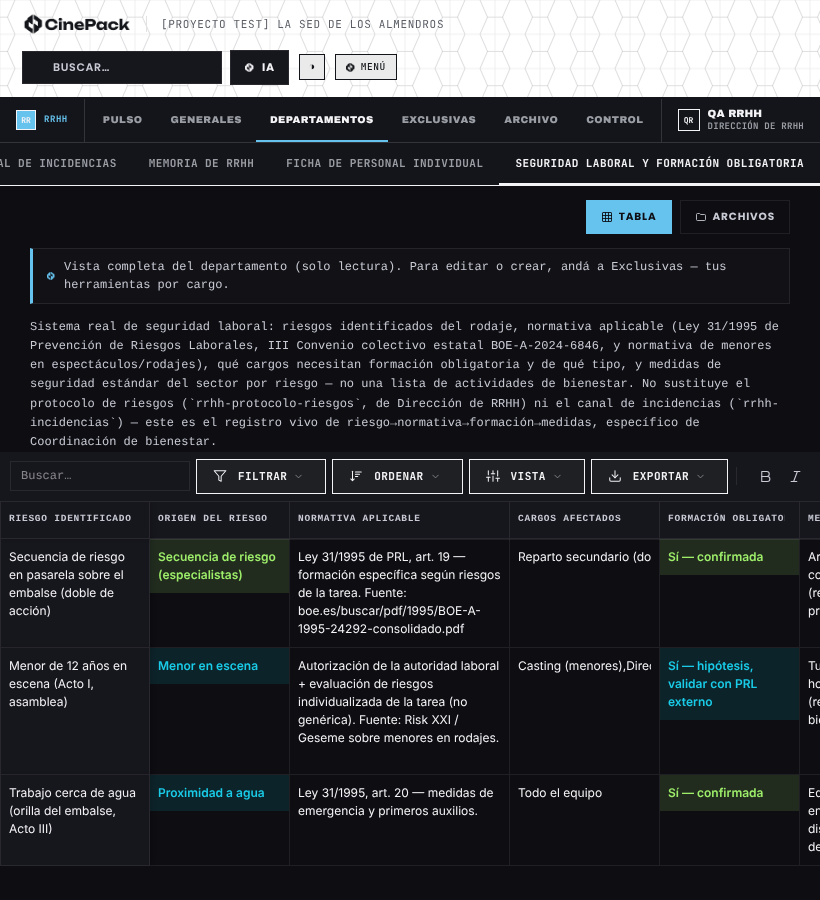 CinePack
[PROYECTO TEST] LA SED DE LOS ALMENDROS
BUSCAR…
IA
MENÚ
RR
RRHH
PULSO
GENERALES
DEPARTAMENTOS
EXCLUSIVAS
ARCHIVO
CONTROL
QR
QA RRHH
DIRECCIÓN DE RRHH
AL DE INCIDENCIAS
MEMORIA DE RRHH
FICHA DE PERSONAL INDIVIDUAL
SEGURIDAD LABORAL Y FORMACIÓN OBLIGATORIA
TABLA
ARCHIVOS
Vista completa del departamento (solo lectura). Para editar o crear, andá a Exclusivas — tus
herramientas por cargo.
Sistema real de seguridad laboral: riesgos identificados del rodaje, normativa aplicable (Ley 31/1995 de
Prevención de Riesgos Laborales, III Convenio colectivo estatal BOE-A-2024-6846, y normativa de menores
en espectáculos/rodajes), qué cargos necesitan formación obligatoria y de qué tipo, y medidas de
seguridad estándar del sector por riesgo — no una lista de actividades de bienestar. No sustituye el
protocolo de riesgos (`rrhh-protocolo-riesgos`, de Dirección de RRHH) ni el canal de incidencias (`rrhh-
incidencias`) — este es el registro vivo de riesgo→normativa→formación→medidas, específico de
Coordinación de bienestar.
Buscar…
FILTRAR
ORDENAR
VISTA
EXPORTAR
B
I
RIESGO IDENTIFICADO
ORIGEN DEL RIESGO
NORMATIVA APLICABLE
CARGOS AFECTADOS
FORMACIÓN OBLIGATO
ME
Secuencia de riesgo
en pasarela sobre el
embalse (doble de
acción)
Secuencia de riesgo
(especialistas)
Ley 31/1995 de PRL, art. 19 —
formación específica según riesgos
de la tarea. Fuente:
boe.es/buscar/pdf/1995/BOE-A-
1995-24292-consolidado.pdf
Reparto secundario (do
Sí — confirmada
Menor de 12 años en
escena (Acto I,
asamblea)
Menor en escena
Autorización de la autoridad laboral
+ evaluación de riesgos
individualizada de la tarea (no
genérica). Fuente: Risk XXI /
Geseme sobre menores en rodajes.
Casting (menores),Dire
Sí — hipótesis,
validar con PRL
externo
Trabajo cerca de agua
(orilla del embalse,
Acto III)
Proximidad a agua
Ley 31/1995, art. 20 — medidas de
emergencia y primeros auxilios.
Todo el equipo
Sí — confirmada